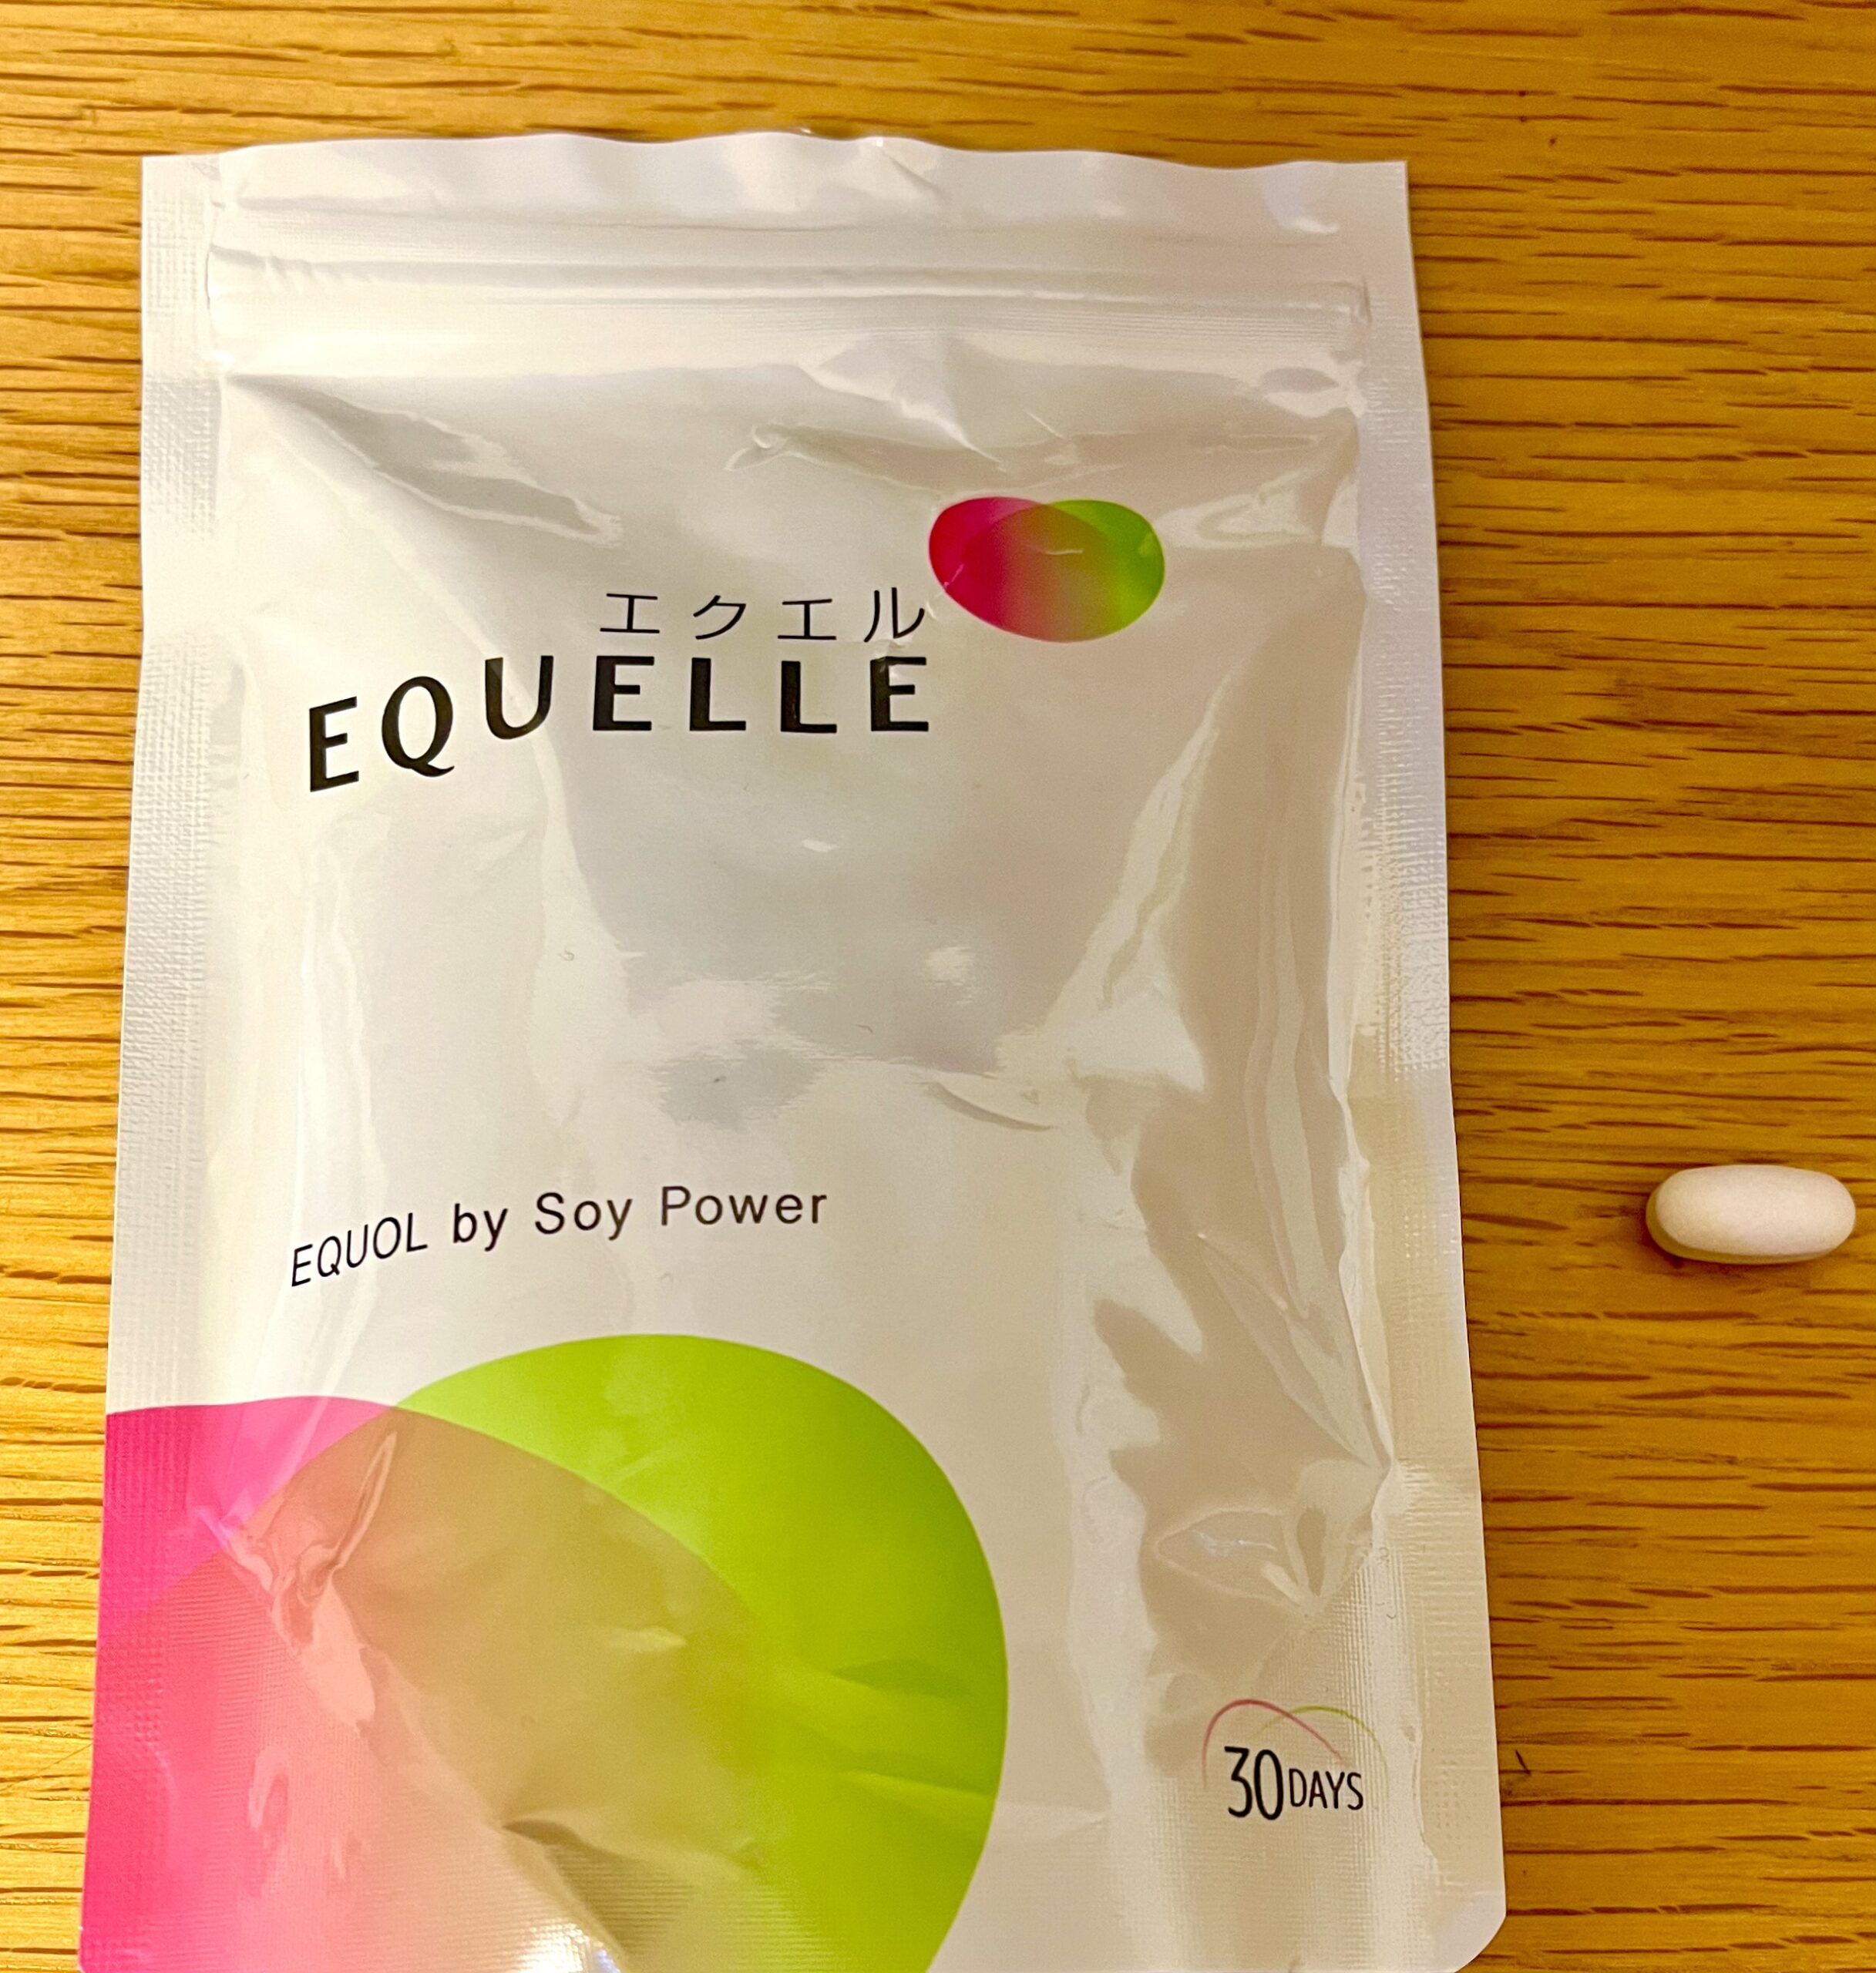 エクエル
EQUELLE
EQUOL by Soy Power
30DAYS